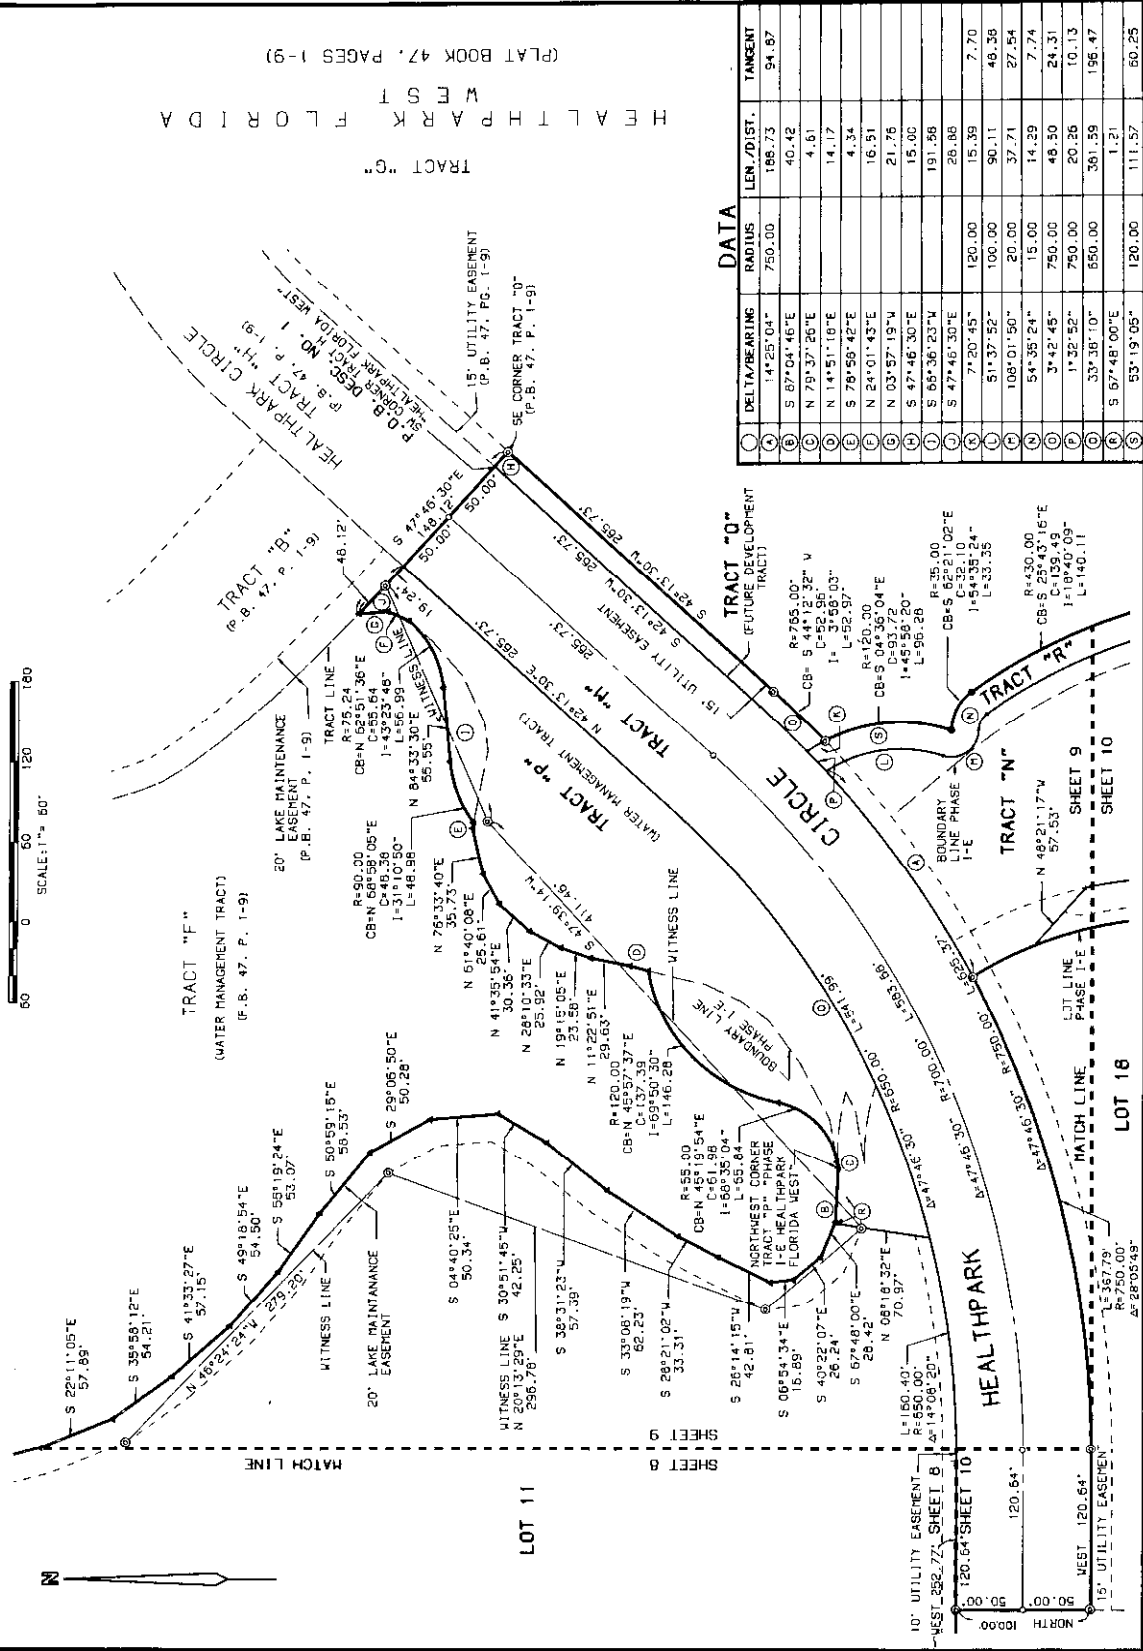 SCALE: 1"= 60'
60
0
60
120
180
TRACT "F"
(WATER MANAGEMENT TRACT)
(P.B. 47, P. 1-9)
20' LAKE MAINTENANCE
EASEMENT
(P.B. 47, P. 1-9)
TRACT "B"
(P.B. 47, P. 1-9)
HEALTHPARK CIRCLE
TRACT "H"
(P.B. 47, P. 1-9)
P.O.B. DESC. NO. 1
SW CORNER TRACT H
"HEALTHPARK FLORIDA WEST"
TRACT "G"
HEALTHPARK FLORIDA
WEST
(PLAT BOOK 47, PAGES 1-9)
15' UTILITY EASEMENT
(P.B. 47, PG. 1-9)
SE CORNER TRACT "O"
(P.B. 47, P. 1-9)
S 22°11'05"E
57.89'
S 35°58'12"E
54.21'
S 41°33'27"E
57.15'
S 49°18'54"E
54.50'
S 55°19'24"E
53.07'
S 50°59'15"E
58.53'
S 29°06'50"E
50.28'
N 46°24'24"W 279.20'
WITNESS LINE
20' LAKE MAINTANANCE
EASEMENT
S 04°40'25"E
50.34'
WITNESS LINE
N 20°13'29"E
296.78'
S 30°51'45"W
42.25'
S 38°31'23"W
57.39'
S 33°08'19"W
62.23'
S 28°21'02"W
33.31'
S 26°14'15"W
42.81'
S 06°54'34"E
15.89'
S 40°22'07"E
26.24'
S 67°48'00"E
28.42'
N 08°18'32"E
70.97'
TRACT LINE
R=75.24
CB=N 62°51'36"E
C=55.64
I=43°23'46"
L=56.99
N 84°33'30"E
55.55'
R=90.00
CB=N 68°58'05"E
C=48.38
I=31°10'50"
L=48.98
N 76°33'40"E
35.73'
N 61°40'08"E
25.61'
N 41°35'54"E
30.36'
N 28°10'33"E
25.92'
N 19°15'05"E
23.58'
N 11°22'51"E
29.63'
R=120.00
CB=N 45°57'37"E
C=137.39
I=69°50'30"
L=146.28
R=55.00
CB=N 45°19'54"E
C=61.98
I=68°35'04"
L=65.84
NORTHWEST CORNER
TRACT "P" "PHASE
I-E HEALTHPARK
FLORIDA WEST"
48.12'
S 47°46'30"E
148.12'
50.00'
50.00'
19.24'
WITNESS LINE
S 47°39'14"W
411.46'
WITNESS LINE
BOUNDARY LINE
PHASE I-E
TRACT "P"
(WATER MANAGEMENT TRACT)
N 42°13'30"E 265.73'
TRACT "M"
265.73'
15' UTILITY EASEMENT
S 42°13'30"W 265.73'
S 42°13'30"W 265.73'
TRACT "Q"
(FUTURE DEVELOPMENT
TRACT)
R=765.00'
CB= S 44°12'32" W
C=52.96'
I= 3°58'03"
L=52.97'
R=120.00
CB=S 04°36'04"E
C=93.72
I=45°58'20"
L=96.28
R=35.00
CB=S 62°21'02"E
C=32.10
I=54°35'24"
L=33.35
R=430.00
CB=S 25°43'16"E
C=139.49
I=18°40'09"
L=140.11
TRACT "R"
TRACT "N"
BOUNDARY
LINE PHASE
I-E
N 48°21'17"W
57.53'
LOT LINE
PHASE I-E
SHEET 9
SHEET 10
MATCH LINE
LOT 18
HEALTHPARK
CIRCLE
Δ=47°46'30" R=650.00' L=541.99'
Δ=47°46'30" R=700.00' L=583.68'
Δ=47°46'30" R=750.00' L=625.37'
L=367.79'
R=750.00'
Δ=28°05'49"
L=160.40'
R=650.00'
Δ=14°08'20"
MATCH LINE
SHEET 8
SHEET 9
LOT 11
N
10' UTILITY EASEMENT
WEST 252.77' SHEET 8
120.64' SHEET 10
120.64'
WEST 120.64'
15' UTILITY EASEMENT
50.00'
50.00'
NORTH 100.00'
DATA
DELTA/BEARING RADIUS LEN./DIST. TANGENT
A 14°25'04" 750.00 188.73 94.87
B S 87°04'46"E 40.42
C N 79°37'26"E 4.61
D N 14°51'18"E 14.17
E S 78°58'42"E 4.34
F N 24°01'43"E 16.51
G N 03°57'19"W 21.76
H S 47°46'30"E 15.00
I S 65°36'23"W 191.68
J S 47°46'30"E 28.88
K 7°20'45" 120.00 15.39 7.70
L 51°37'52" 100.00 90.11 48.38
M 108°01'50" 20.00 37.71 27.54
N 54°35'24" 15.00 14.29 7.74
O 3°42'45" 750.00 48.50 24.31
P 1°32'52" 750.00 20.26 10.13
Q 33°38'10" 650.00 381.59 196.47
R S 67°48'00"E 1.21
S 53°19'05" 120.00 111.57 60.25